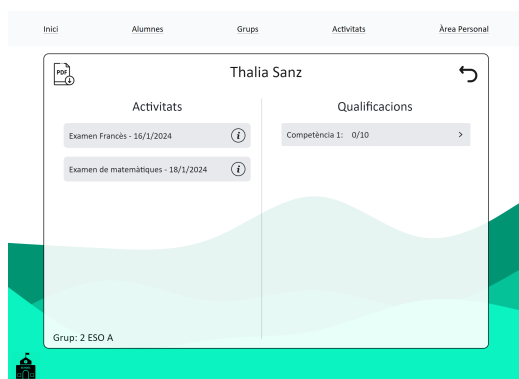 Inici Alumnes Grups Activitats Àrea Personal
PDF
Thalia Sanz
Activitats
Examen Francès - 16/1/2024
Examen de matemàtiques - 18/1/2024
Qualificacions
Competència 1: 0/10 >
Grup: 2 ESO A